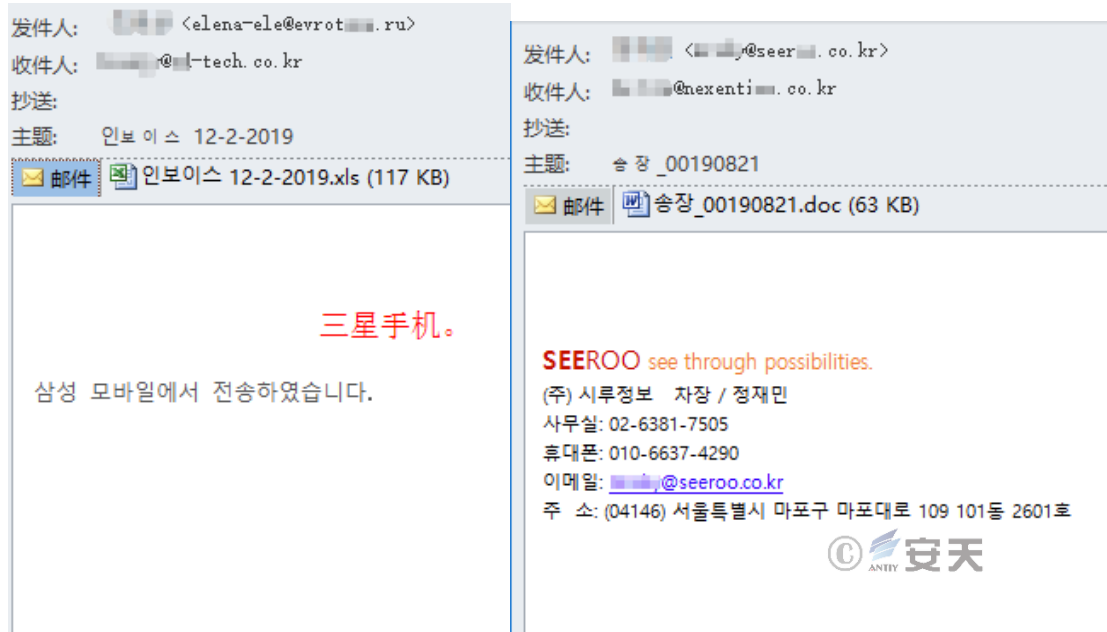 发件人: <elena-ele@evrot.ru>
收件人: @-tech.co.kr
抄送:
主题: 인보이스 12-2-2019
邮件 인보이스 12-2-2019.xls (117 KB)
三星手机。
삼성 모바일에서 전송하였습니다.
发件人: <@seer.co.kr>
收件人: @nexenti.co.kr
抄送:
主题: 송장_00190821
邮件 송장_00190821.doc (63 KB)
SEEROO see through possibilities.
(주) 시루정보 차장 / 정재민
사무실: 02-6381-7505
휴대폰: 010-6637-4290
이메일: @seeroo.co.kr
주 소: (04146) 서울특별시 마포구 마포대로 109 101동 2601호
© ANTIY 安天